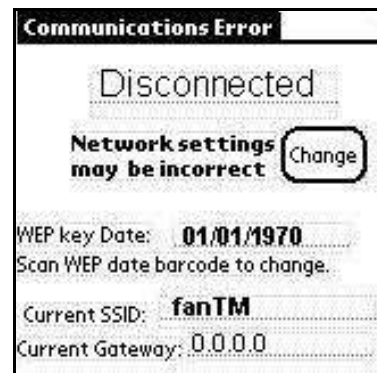 Communications Error
Disconnected
Network settings
may be incorrect
Change
WEP key Date: 01/01/1970
Scan WEP date barcode to change.
Current SSID: fanTM
Current Gateway: 0.0.0.0